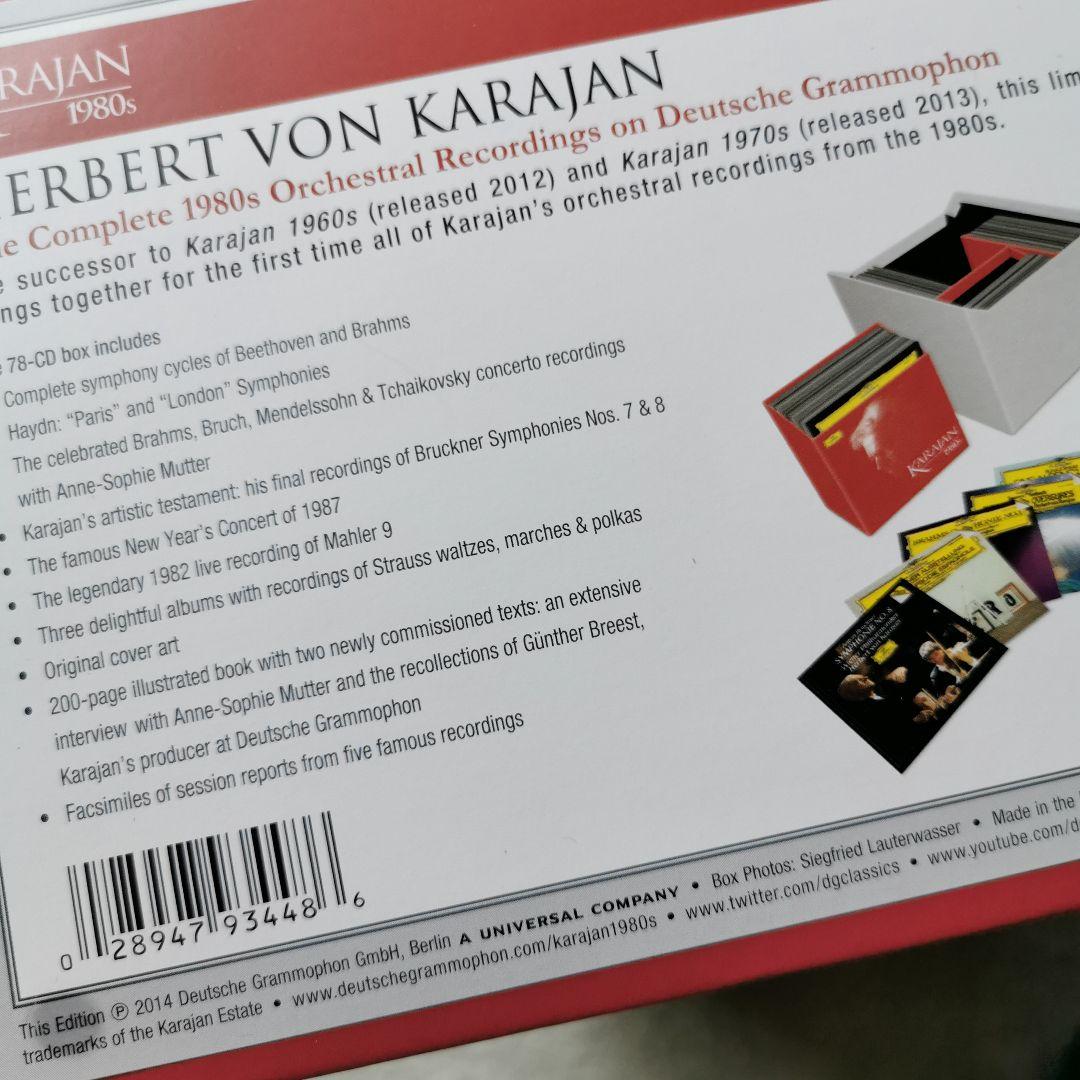 RAJAN
1980s
HERBERT VON KARAJAN
The Complete 1980s Orchestral Recordings on Deutsche Grammophon
successor to Karajan 1960s (released 2012) and Karajan 1970s (released 2013), this lim
ngs together for the first time all of Karajan's orchestral recordings from the 1980s.
78-CD box includes
Complete symphony cycles of Beethoven and Brahms
Haydn: “Paris” and “London” Symphonies
The celebrated Brahms, Bruch, Mendelssohn & Tchaikovsky concerto recordings
with Anne-Sophie Mutter
• Karajan's artistic testament: his final recordings of Bruckner Symphonies Nos. 7 & 8
• The famous New Year's Concert of 1987
• The legendary 1982 live recording of Mahler 9
• Three delightful albums with recordings of Strauss waltzes, marches & polkas
• Original cover art
• 200-page illustrated book with two newly commissioned texts: an extensive
interview with Anne-Sophie Mutter and the recollections of Günther Breest,
Karajan's producer at Deutsche Grammophon
• Facsimiles of session reports from five famous recordings
KARAJAN
1980s
SYMPHONIE NO. 8
0 28947 93448 6
This Edition ℗ 2014 Deutsche Grammophon GmbH, Berlin A UNIVERSAL COMPANY • Box Photos: Siegfried Lauterwasser • Made in the
trademarks of the Karajan Estate • www.deutschegrammophon.com/karajan1980s • www.twitter.com/dgclassics • www.youtube.com/d